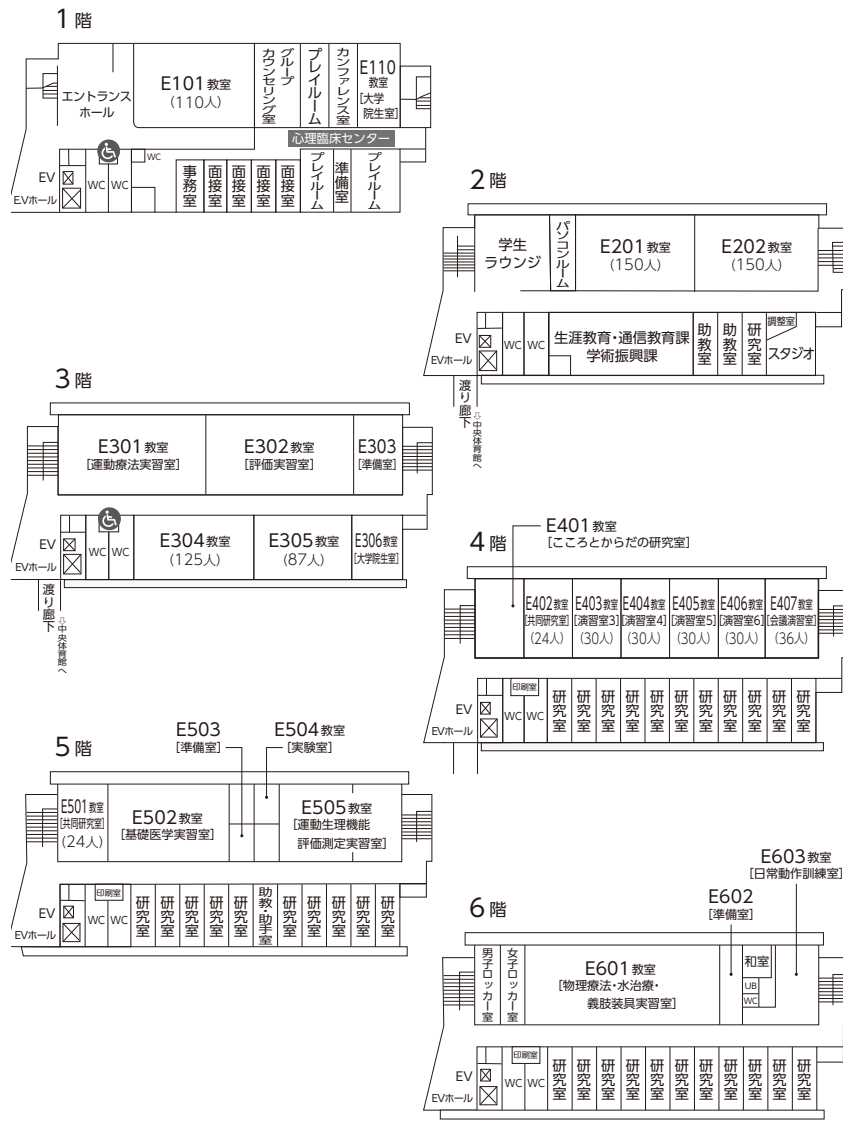 1階
エントランス
ホール
E101教室
(110人)
グループ
カウンセリング室
プレイルーム
カンファレンス室
E110
教室
[大学
院生室]
心理臨床センター
EV
EVホール
WC
WC
WC
事務室
面接室
面接室
面接室
面接室
プレイルーム
準備室
プレイルーム
2階
学生
ラウンジ
パソコンルーム
E201教室
(150人)
E202教室
(150人)
EV
EVホール
WC
WC
生涯教育・通信教育課
学術振興課
助教室
助教室
研究室
調整室
スタジオ
渡り廊下
⇩中央体育館へ
3階
E301教室
[運動療法実習室]
E302教室
[評価実習室]
E303
[準備室]
EV
EVホール
WC
WC
E304教室
(125人)
E305教室
(87人)
E306教室
[大学院生室]
渡り廊下
⇩中央体育館へ
4階
E401教室
[こころとからだの研究室]
E402教室
[共同研究室]
(24人)
E403教室
[演習室3]
(30人)
E404教室
[演習室4]
(30人)
E405教室
[演習室5]
(30人)
E406教室
[演習室6]
(30人)
E407教室
[会議演習室]
(36人)
EV
EVホール
WC
印刷室
WC
研究室
研究室
研究室
研究室
研究室
研究室
研究室
研究室
研究室
研究室
研究室
5階
E503
[準備室]
E504教室
[実験室]
E501教室
[共同研究室]
(24人)
E502教室
[基礎医学実習室]
E505教室
[運動生理機能
評価測定実習室]
EV
EVホール
WC
印刷室
WC
研究室
研究室
研究室
研究室
研究室
助教・助手室
研究室
研究室
研究室
研究室
研究室
6階
E603教室
[日常動作訓練室]
E602
[準備室]
男子ロッカー室
女子ロッカー室
E601教室
[物理療法・水治療・
義肢装具実習室]
和室
UB
WC
EV
EVホール
WC
印刷室
WC
研究室
研究室
研究室
研究室
研究室
研究室
研究室
研究室
研究室
研究室
研究室